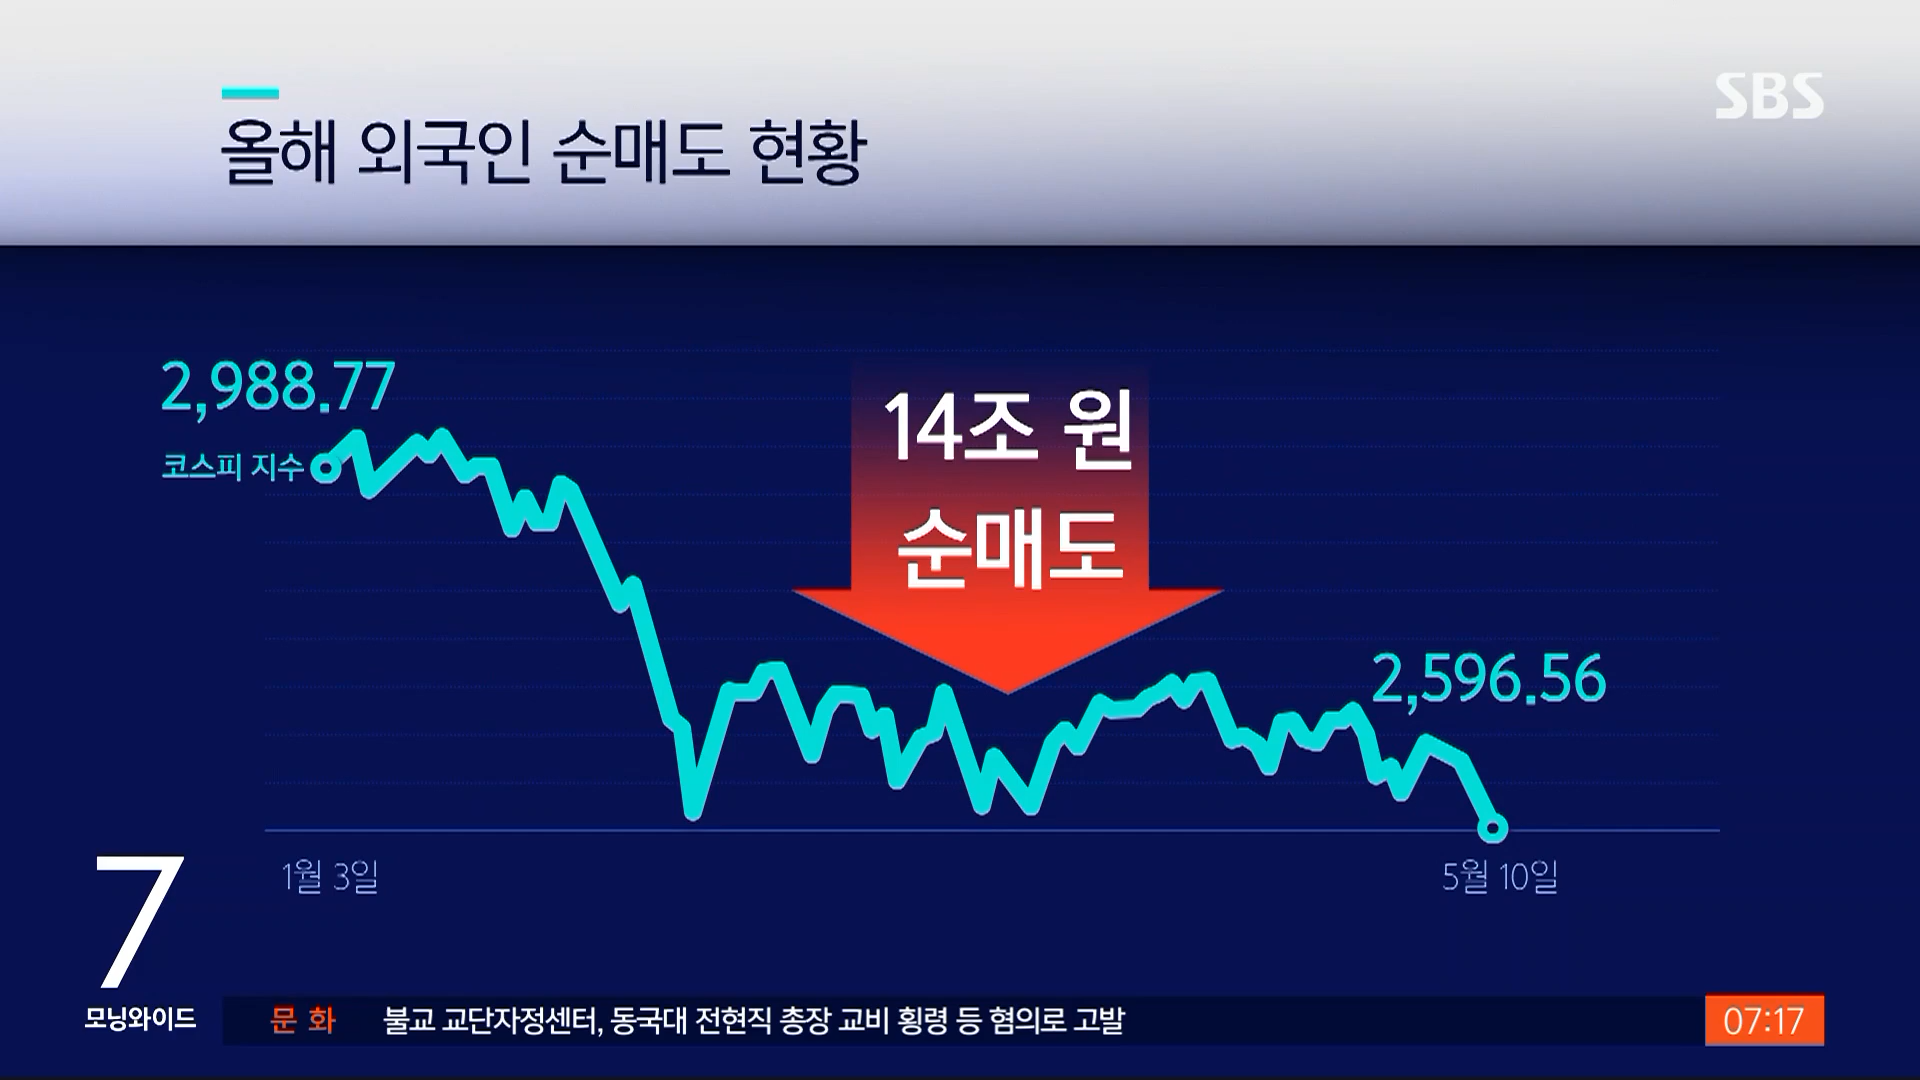 SBS
올해 외국인 순매도 현황
2,988.77
코스피 지수
14조 원
순매도
2,596.56
1월 3일
5월 10일
7
모닝와이드
문 화
불교 교단자정센터, 동국대 전현직 총장 교비 횡령 등 혐의로 고발
07:17